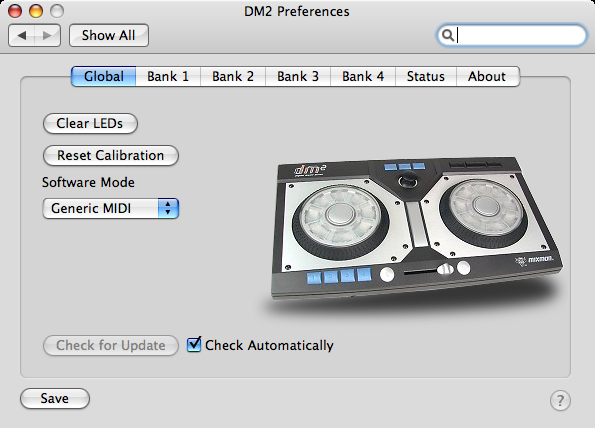 DM2 Preferences
Show All
Global Bank 1 Bank 2 Bank 3 Bank 4 Status About
Clear LEDs
Reset Calibration
Software Mode
Generic MIDI
dm2
mixman
Check for Update Check Automatically
Save
?